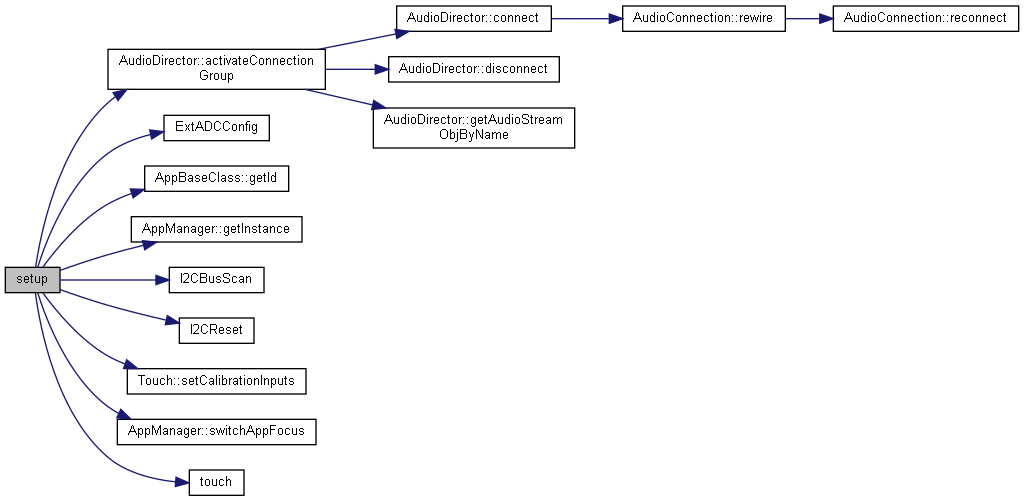 AudioDirector::connect
AudioConnection::rewire
AudioConnection::reconnect
AudioDirector::activateConnection
Group
AudioDirector::disconnect
AudioDirector::getAudioStream
ObjByName
ExtADCConfig
AppBaseClass::getId
AppManager::getInstance
setup
I2CBusScan
I2CReset
Touch::setCalibrationInputs
AppManager::switchAppFocus
touch